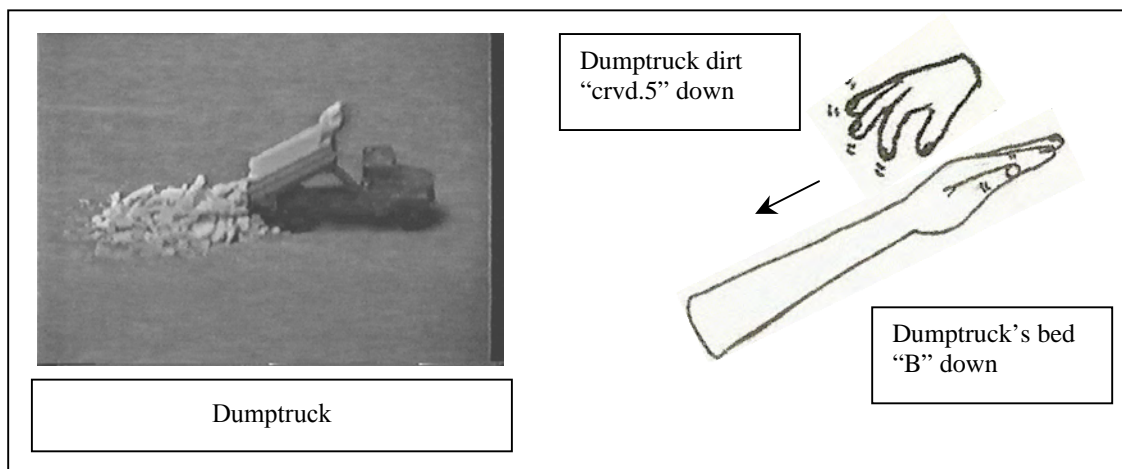 Dumptruck dirt
“crvd.5” down
Dumptruck’s bed
“B” down
Dumptruck